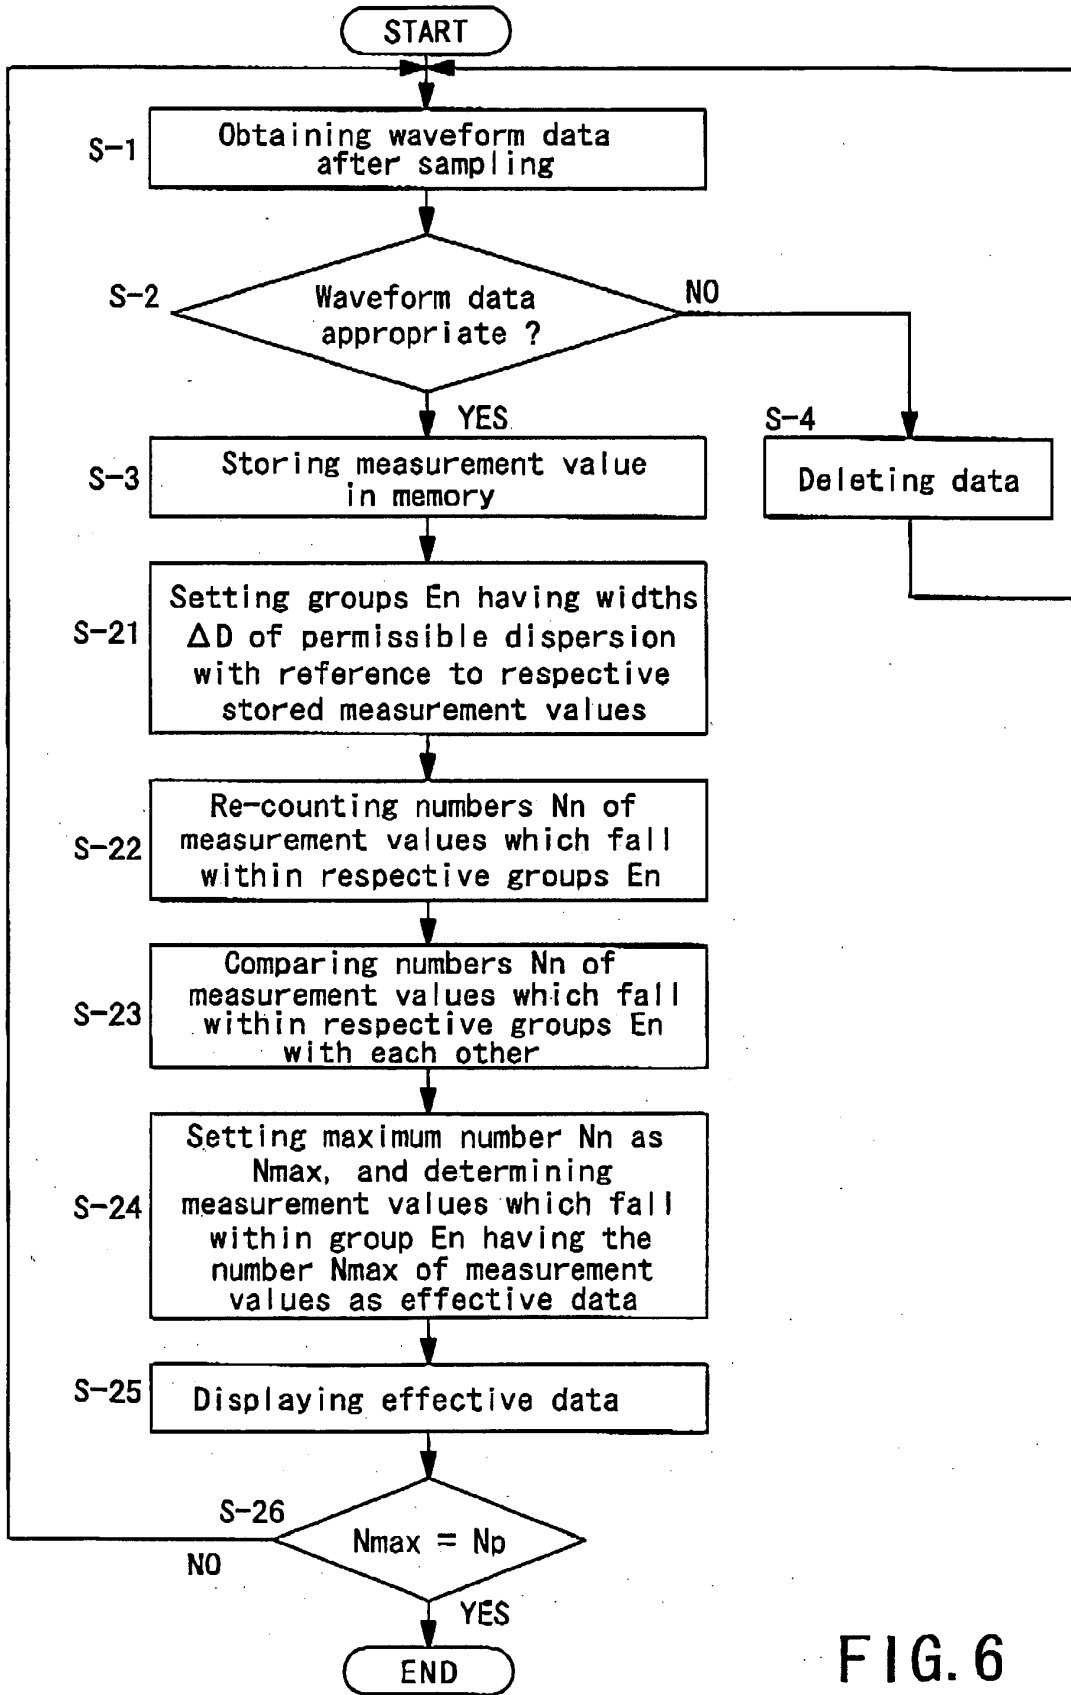 START
S-1
Obtaining waveform data
after sampling
S-2
Waveform data
appropriate ?
NO
YES
S-4
Deleting data
S-3
Storing measurement value
in memory
S-21
Setting groups En having widths
ΔD of permissible dispersion
with reference to respective
stored measurement values
S-22
Re-counting numbers Nn of
measurement values which fall
within respective groups En
S-23
Comparing numbers Nn of
measurement values which fall
within respective groups En
with each other
S-24
Setting maximum number Nn as
Nmax, and determining
measurement values which fall
within group En having the
number Nmax of measurement
values as effective data
S-25
Displaying effective data
S-26
Nmax = Np
NO
YES
END
FIG. 6